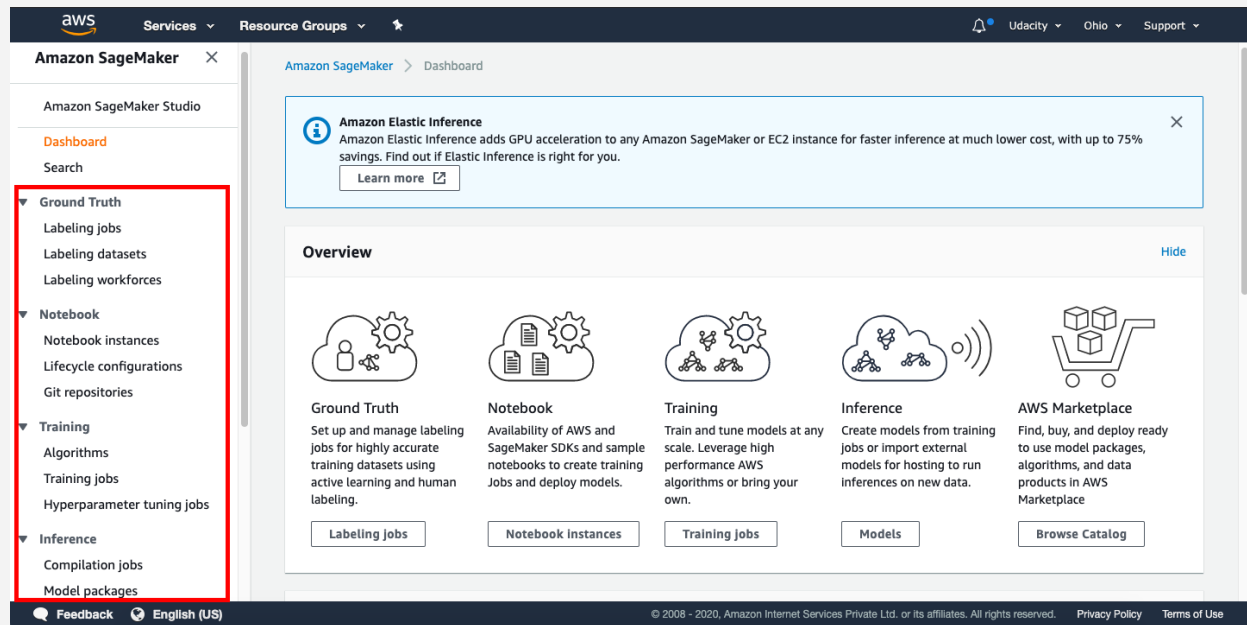 aws Services Resource Groups Udacity Ohio Support
Amazon SageMaker
Amazon SageMaker Studio
Dashboard
Search
Ground Truth
Labeling jobs
Labeling datasets
Labeling workforces
Notebook
Notebook instances
Lifecycle configurations
Git repositories
Training
Algorithms
Training jobs
Hyperparameter tuning jobs
Inference
Compilation jobs
Model packages
Amazon SageMaker > Dashboard
Amazon Elastic Inference
Amazon Elastic Inference adds GPU acceleration to any Amazon SageMaker or EC2 instance for faster inference at much lower cost, with up to 75%
savings. Find out if Elastic Inference is right for you.
Learn more
Overview Hide
Ground Truth
Set up and manage labeling
jobs for highly accurate
training datasets using
active learning and human
labeling.
Labeling jobs
Notebook
Availability of AWS and
SageMaker SDKs and sample
notebooks to create training
Jobs and deploy models.
Notebook instances
Training
Train and tune models at any
scale. Leverage high
performance AWS
algorithms or bring your
own.
Training jobs
Inference
Create models from training
jobs or import external
models for hosting to run
inferences on new data.
Models
AWS Marketplace
Find, buy, and deploy ready
to use model packages,
algorithms, and data
products in AWS
Marketplace
Browse Catalog
Feedback English (US) © 2008 - 2020, Amazon Internet Services Private Ltd. or its affiliates. All rights reserved. Privacy Policy Terms of Use